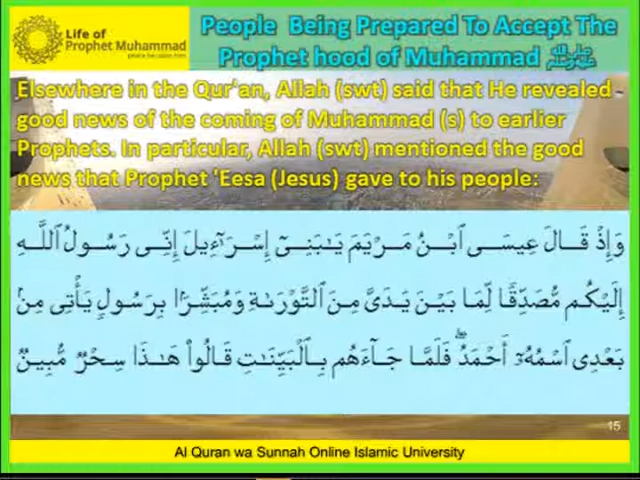 Life of
Prophet Muhammad
People Being Prepared To Accept The
Prophet hood of Muhammad ﷺ
Elsewhere in the Qur'an, Allah (swt) said that He revealed
good news of the coming of Muhammad (s) to earlier
Prophets. In particular, Allah (swt) mentioned the good
news that Prophet 'Eesa (Jesus) gave to his people:
وَإِذْ قَالَ عِيسَى ٱبْنُ مَرْيَمَ يَـٰبَنِىٓ إِسْرَٰٓءِيلَ إِنِّى رَسُولُ ٱللَّـهِ
إِلَيْكُم مُّصَدِّقًا لِّمَا بَيْنَ يَدَىَّ مِنَ ٱلتَّوْرَىٰةِ وَمُبَشِّرًۢا بِرَسُولٍ يَأْتِى مِنۢ
بَعْدِى ٱسْمُهُۥٓ أَحْمَدُ ۖ فَلَمَّا جَآءَهُم بِٱلْبَيِّنَـٰتِ قَالُوا۟ هَـٰذَا سِحْرٌ مُّبِينٌ
15
Al Quran wa Sunnah Online Islamic University